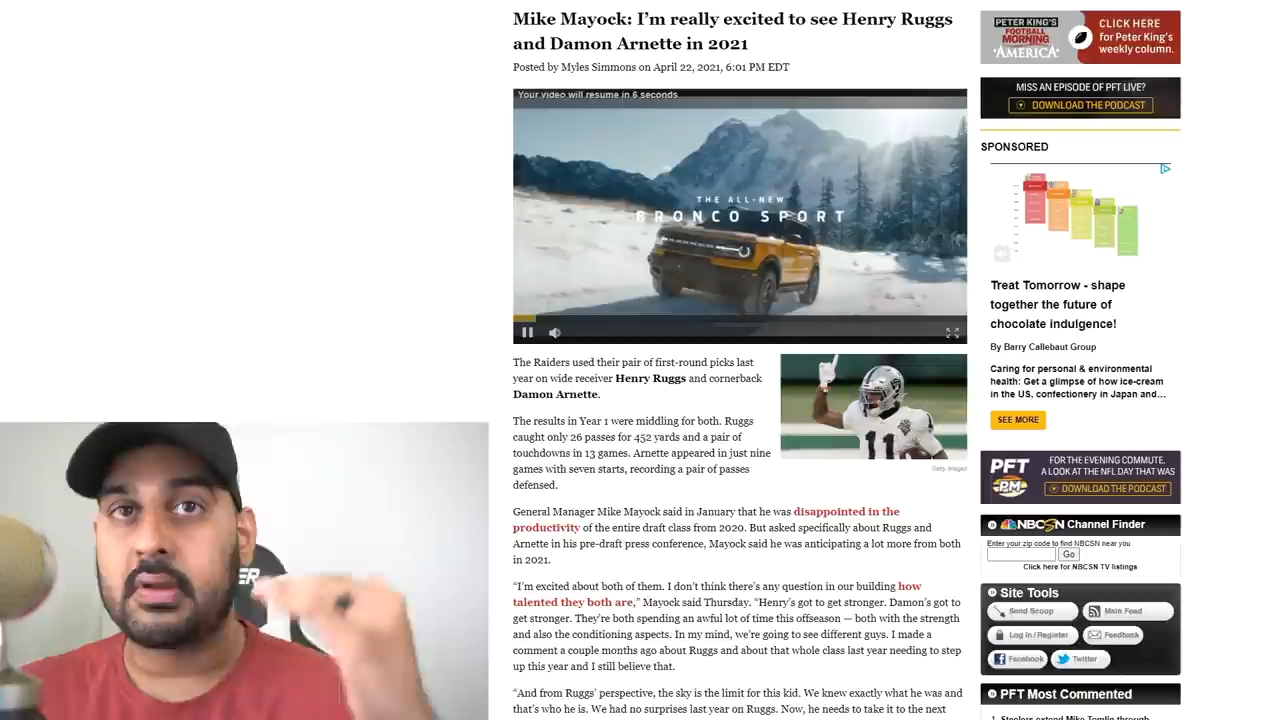 Mike Mayock: I'm really excited to see Henry Ruggs
and Damon Arnette in 2021
Posted by Myles Simmons on April 22, 2021, 6:01 PM EDT
Your video will resume in 6 seconds
THE ALL-NEW
BRONCO SPORT
The Raiders used their pair of first-round picks last
year on wide receiver Henry Ruggs and cornerback
Damon Arnette.
The results in Year 1 were middling for both. Ruggs
caught only 26 passes for 452 yards and a pair of
touchdowns in 13 games. Arnette appeared in just nine
games with seven starts, recording a pair of passes
defensed.
11
Getty Images
General Manager Mike Mayock said in January that he was disappointed in the
productivity of the entire draft class from 2020. But asked specifically about Ruggs and
Arnette in his pre-draft press conference, Mayock said he was anticipating a lot more from both
in 2021.
“I'm excited about both of them. I don't think there's any question in our building how
talented they both are,” Mayock said Thursday. “Henry's got to get stronger. Damon's got to
get stronger. They're both spending an awful lot of time this offseason — both with the strength
and also the conditioning aspects. In my mind, we're going to see different guys. I made a
comment a couple months ago about Ruggs and about that whole class last year needing to step
up this year and I still believe that.
“And from Ruggs' perspective, the sky is the limit for this kid. We knew exactly what he was and
that's who he is. We had no surprises last year on Ruggs. Now, he needs to take it to the next
ER
PETER KING'S
FOOTBALL
MORNING
IN
AMERICA
CLICK HERE
for Peter King's
weekly column.
MISS AN EPISODE OF PFT LIVE?
DOWNLOAD THE PODCAST
SPONSORED
Treat Tomorrow - shape
together the future of
chocolate indulgence!
By Barry Callebaut Group
Caring for personal & environmental
health: Get a glimpse of how ice-cream
in the US, confectionery in Japan and…
SEE MORE
PFT
PM
FOR THE EVENING COMMUTE,
A LOOK AT THE NFL DAY THAT WAS
DOWNLOAD THE PODCAST
NBCSN Channel Finder
Enter your zip code to find NBCSN near you
Go
Click here for NBCSN TV listings
Site Tools
Send Scoop
Main Feed
Log In / Register
Feedback
Facebook
Twitter
PFT Most Commented
1. Steelers extend Mike Tomlin through